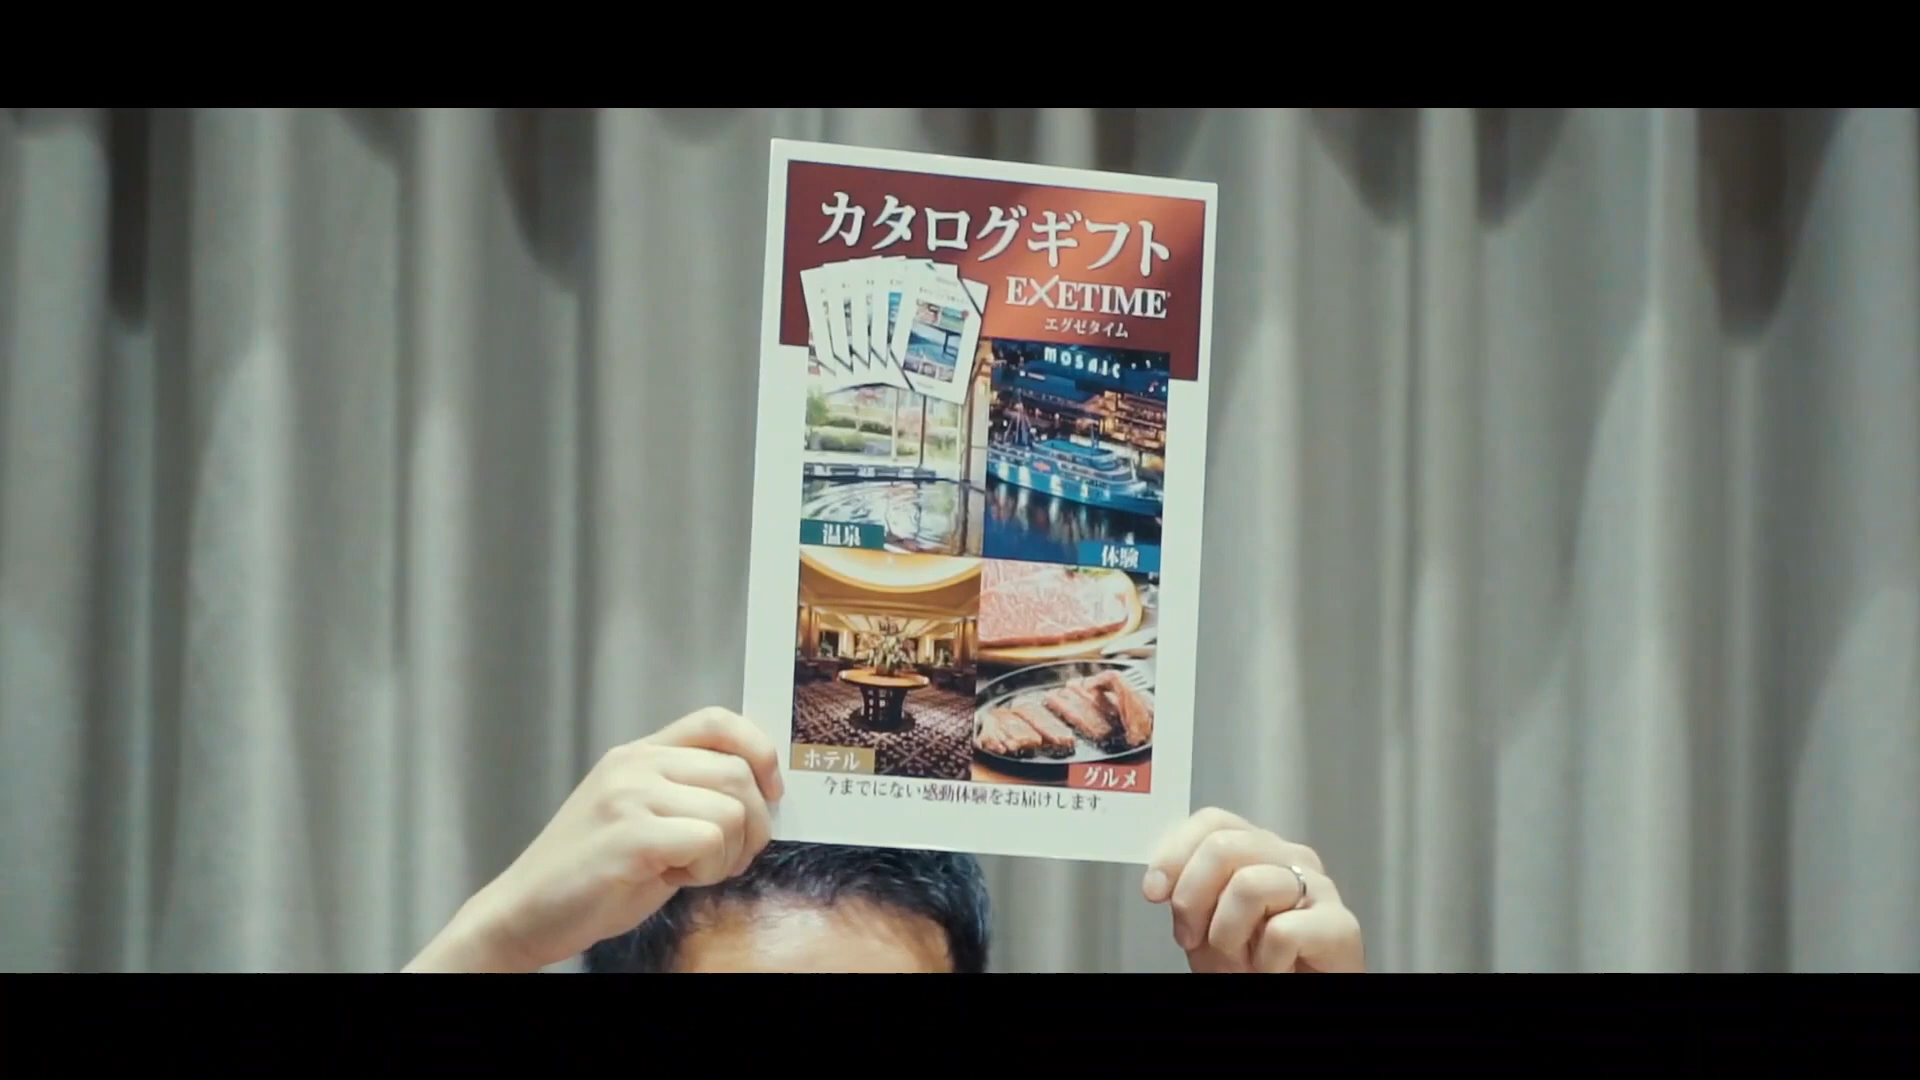 カタログギフト
EXETIME
エグゼタイム
MOSAIC
温泉
体験
ホテル
グルメ
今までにない感動体験をお届けします。